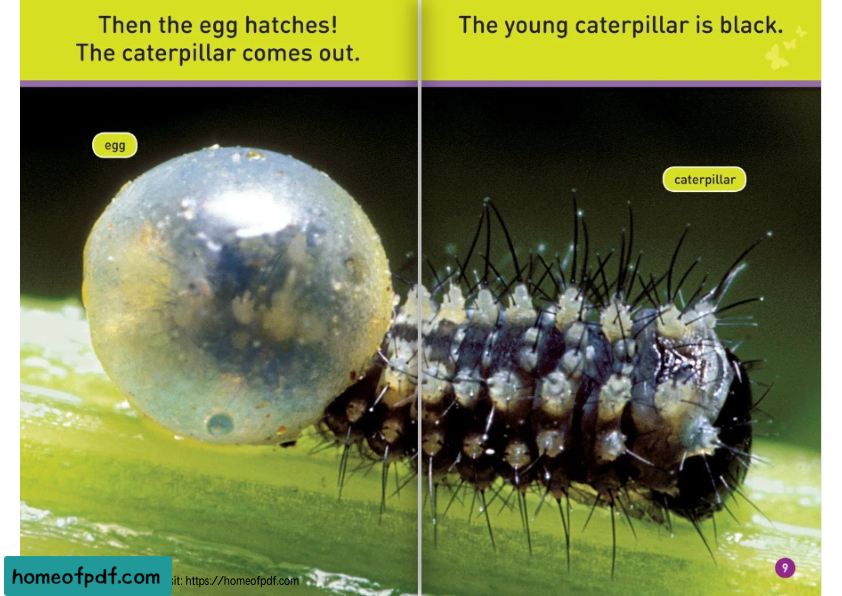 Then the egg hatches!
The caterpillar comes out.
The young caterpillar is black.
egg
caterpillar
9
homeofpdf.com
sit: https://homeofpdf.com